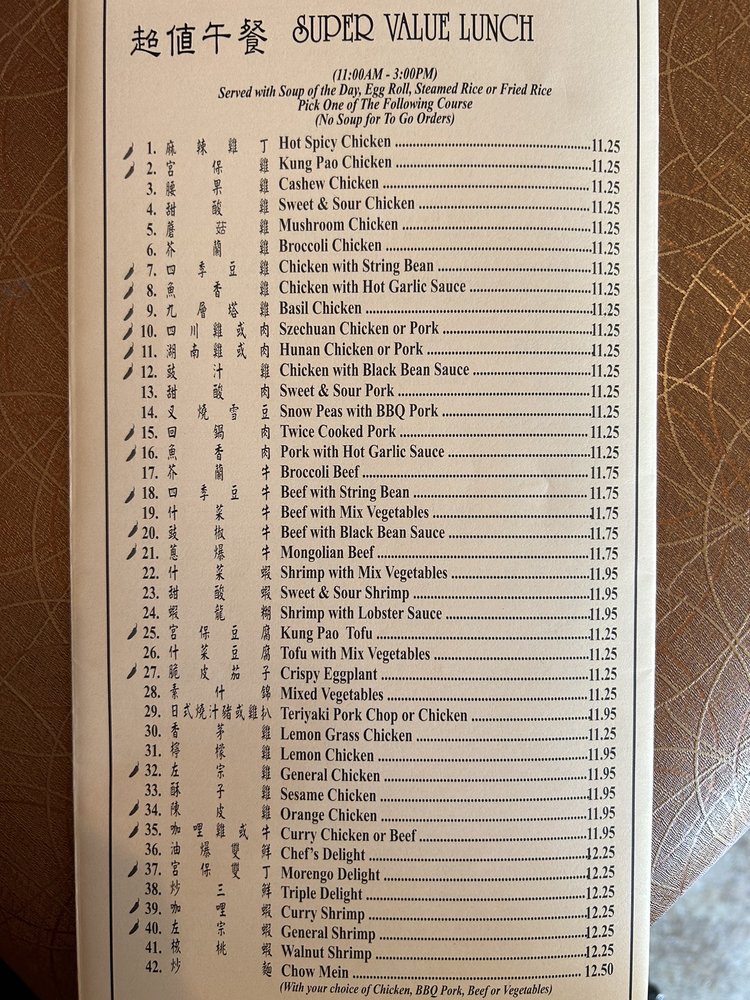 超值午餐 SUPER VALUE LUNCH
(11:00AM - 3:00PM)
Served with Soup of the Day, Egg Roll, Steamed Rice or Fried Rice
Pick One of The Following Course
(No Soup for To Go Orders)
1. 麻辣雞丁 Hot Spicy Chicken 11.25
2. 宮保雞 Kung Pao Chicken 11.25
3. 腰果雞 Cashew Chicken 11.25
4. 甜酸雞 Sweet & Sour Chicken 11.25
5. 蘑菇雞 Mushroom Chicken 11.25
6. 芥蘭雞 Broccoli Chicken 11.25
7. 四季豆雞 Chicken with String Bean 11.25
8. 魚香雞 Chicken with Hot Garlic Sauce 11.25
9. 九層塔雞 Basil Chicken 11.25
10. 四川雞或肉 Szechuan Chicken or Pork 11.25
11. 湖南雞或肉 Hunan Chicken or Pork 11.25
12. 豉汁雞 Chicken with Black Bean Sauce 11.25
13. 甜酸肉 Sweet & Sour Pork 11.25
14. 叉燒雪豆 Snow Peas with BBQ Pork 11.25
15. 回鍋肉 Twice Cooked Pork 11.25
16. 魚香肉 Pork with Hot Garlic Sauce 11.25
17. 芥蘭牛 Broccoli Beef 11.75
18. 四季豆牛 Beef with String Bean 11.75
19. 什菜牛 Beef with Mix Vegetables 11.75
20. 豉椒牛 Beef with Black Bean Sauce 11.75
21. 蔥爆牛 Mongolian Beef 11.75
22. 什菜蝦 Shrimp with Mix Vegetables 11.95
23. 甜酸蝦 Sweet & Sour Shrimp 11.95
24. 蝦龍糊 Shrimp with Lobster Sauce 11.95
25. 宮保豆腐 Kung Pao Tofu 11.25
26. 什菜豆腐 Tofu with Mix Vegetables 11.25
27. 脆皮茄子 Crispy Eggplant 11.25
28. 素什錦 Mixed Vegetables 11.25
29. 日式燒汁豬或雞扒 Teriyaki Pork Chop or Chicken 11.95
30. 香茅雞 Lemon Grass Chicken 11.25
31. 檸檬雞 Lemon Chicken 11.95
32. 左宗雞 General Chicken 11.95
33. 酥子雞 Sesame Chicken 11.95
34. 陳皮雞 Orange Chicken 11.95
35. 咖哩雞或牛 Curry Chicken or Beef 11.95
36. 油爆雙鮮 Chef's Delight 12.25
37. 宮保雙丁 Morengo Delight 12.25
38. 炒三鮮 Triple Delight 12.25
39. 咖哩蝦 Curry Shrimp 12.25
40. 左宗蝦 General Shrimp 12.25
41. 核桃蝦 Walnut Shrimp 12.25
42. 炒麵 Chow Mein 12.50
(With your choice of Chicken, BBQ Pork, Beef or Vegetables)